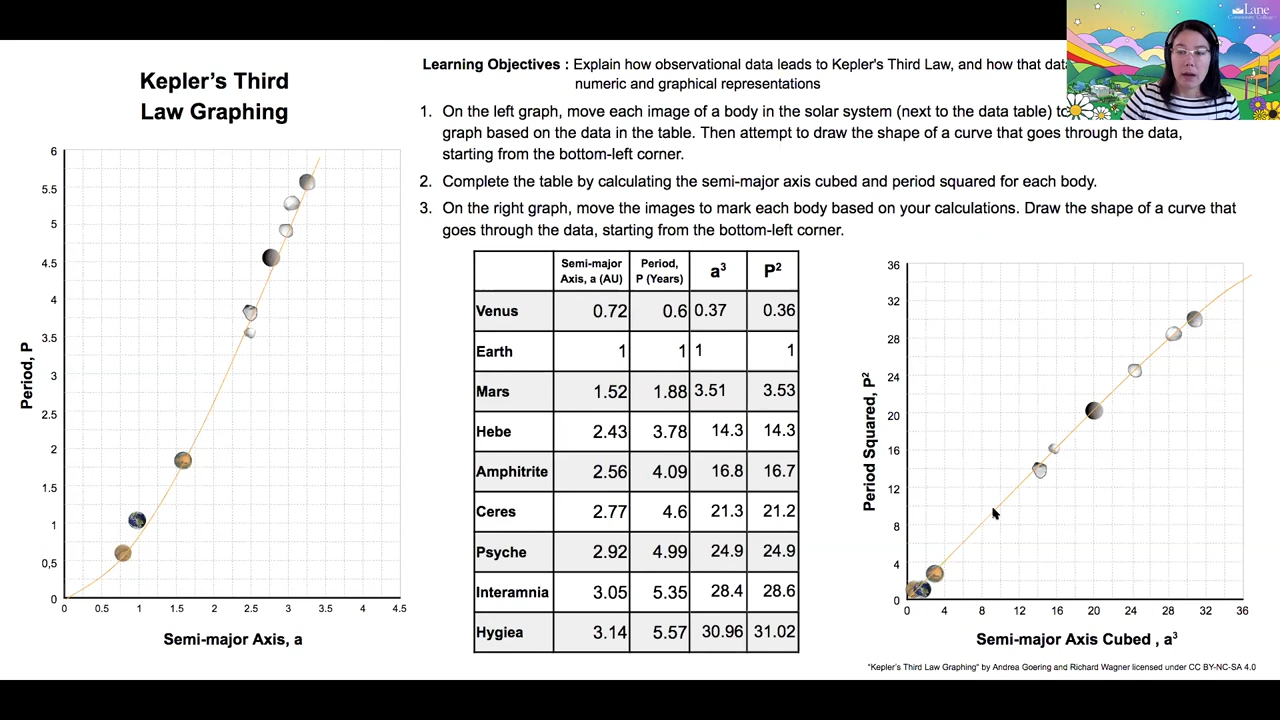 Lane
Community College
Kepler's Third
Law Graphing
Learning Objectives : Explain how observational data leads to Kepler's Third Law, and how that dat
numeric and graphical representations
1. On the left graph, move each image of a body in the solar system (next to the data table) to
graph based on the data in the table. Then attempt to draw the shape of a curve that goes through the data,
starting from the bottom-left corner.
2. Complete the table by calculating the semi-major axis cubed and period squared for each body.
3. On the right graph, move the images to mark each body based on your calculations. Draw the shape of a curve that
goes through the data, starting from the bottom-left corner.
6
5.5
5
4.5
4
3.5
3
2.5
2
1.5
1
0,5
0
Period, P
0 0.5 1 1.5 2 2.5 3 3.5 4 4.5
Semi-major Axis, a
Semi-major Axis, a (AU) Period, P (Years) a³ P²
Venus 0.72 0.6 0.37 0.36
Earth 1 1 1 1
Mars 1.52 1.88 3.51 3.53
Hebe 2.43 3.78 14.3 14.3
Amphitrite 2.56 4.09 16.8 16.7
Ceres 2.77 4.6 21.3 21.2
Psyche 2.92 4.99 24.9 24.9
Interamnia 3.05 5.35 28.4 28.6
Hygiea 3.14 5.57 30.96 31.02
36
32
28
24
20
16
12
8
4
0
Period Squared, P²
0 4 8 12 16 20 24 28 32 36
Semi-major Axis Cubed , a³
"Kepler's Third Law Graphing" by Andrea Goering and Richard Wagner licensed under CC BY-NC-SA 4.0